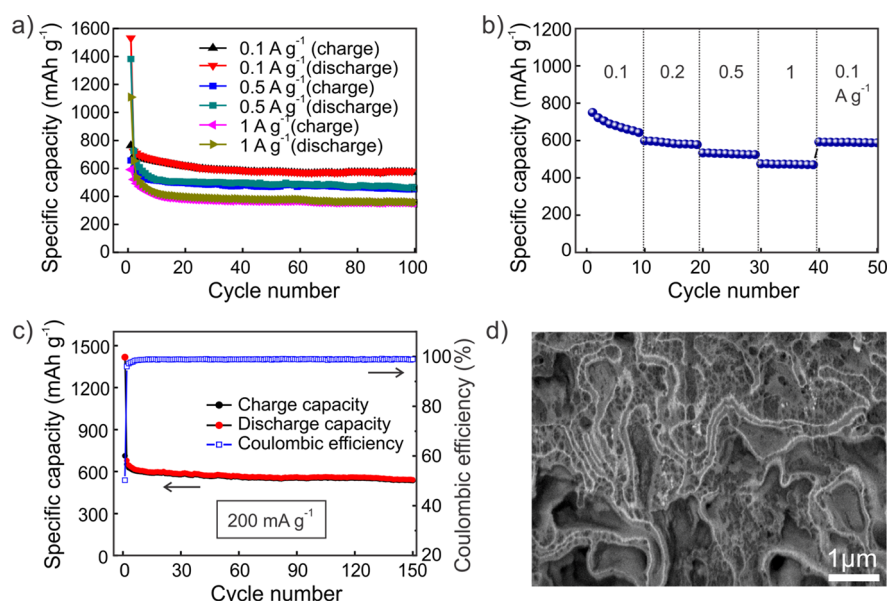 a)
Specific capacity (mAh g⁻¹)
1600
1400
1200
1000
800
600
400
200
0
0.1 A g⁻¹ (charge)
0.1 A g⁻¹ (discharge)
0.5 A g⁻¹ (charge)
0.5 A g⁻¹ (discharge)
1 A g⁻¹ (charge)
1 A g⁻¹ (discharge)
0 20 40 60 80 100
Cycle number
b)
Specific capacity (mAh g⁻¹)
1200
1000
800
600
400
200
0
0.1 0.2 0.5 1 0.1
A g⁻¹
0 10 20 30 40 50
Cycle number
c)
Specific capacity (mAh g⁻¹)
1500
1200
900
600
300
0
Charge capacity
Discharge capacity
Coulombic efficiency
200 mA g⁻¹
100
80
60
40
20
Coulombic efficiency (%)
0 30 60 90 120 150
Cycle number
d)
1µm